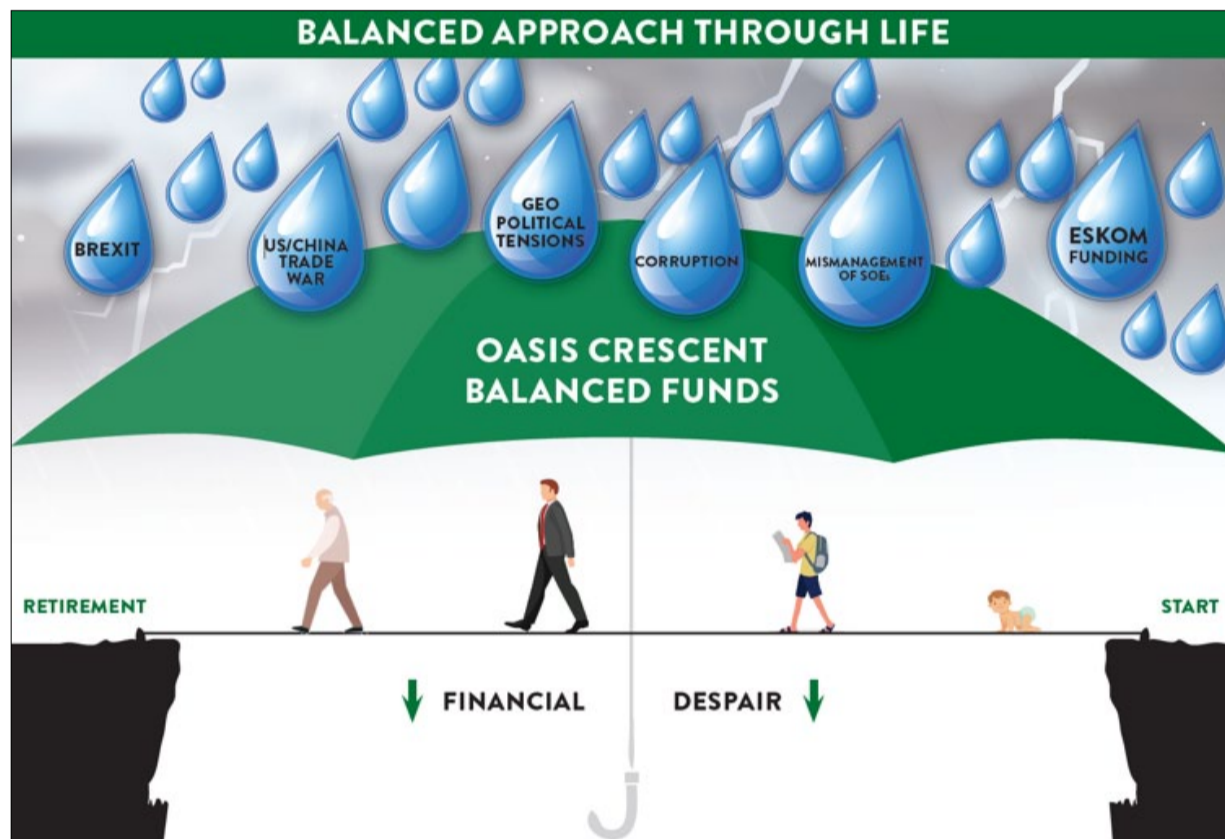 BALANCED APPROACH THROUGH LIFE
BREXIT
US/CHINA
TRADE
WAR
GEO
POLITICAL
TENSIONS
CORRUPTION
MISMANAGEMENT
OF SOEs
ESKOM
FUNDING
OASIS CRESCENT
BALANCED FUNDS
RETIREMENT
START
FINANCIAL DESPAIR